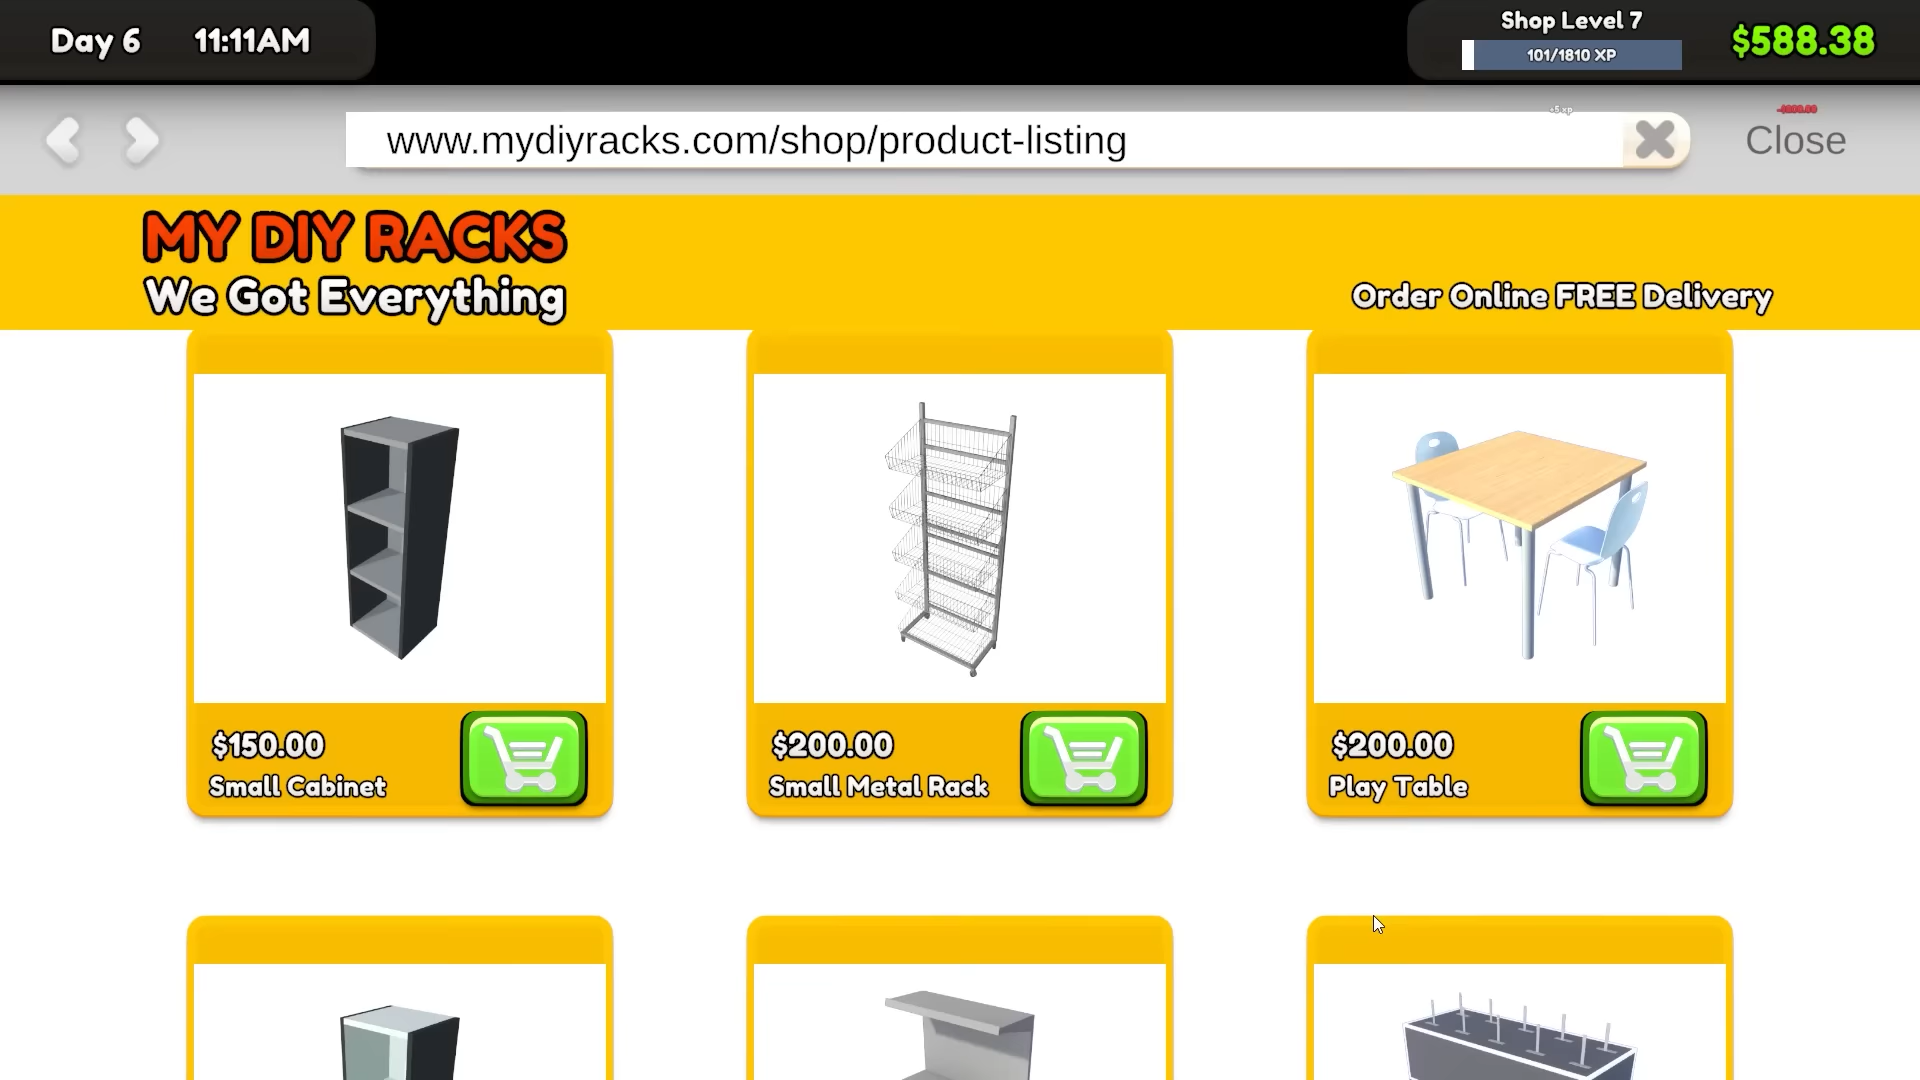 Day 6
11:11AM
Shop Level 7
101/1810 XP
$588.38
+5 xp
www.mydiyracks.com/shop/product-listing
Close
MY DIY RACKS
We Got Everything
Order Online FREE Delivery
$150.00
Small Cabinet
$200.00
Small Metal Rack
$200.00
Play Table